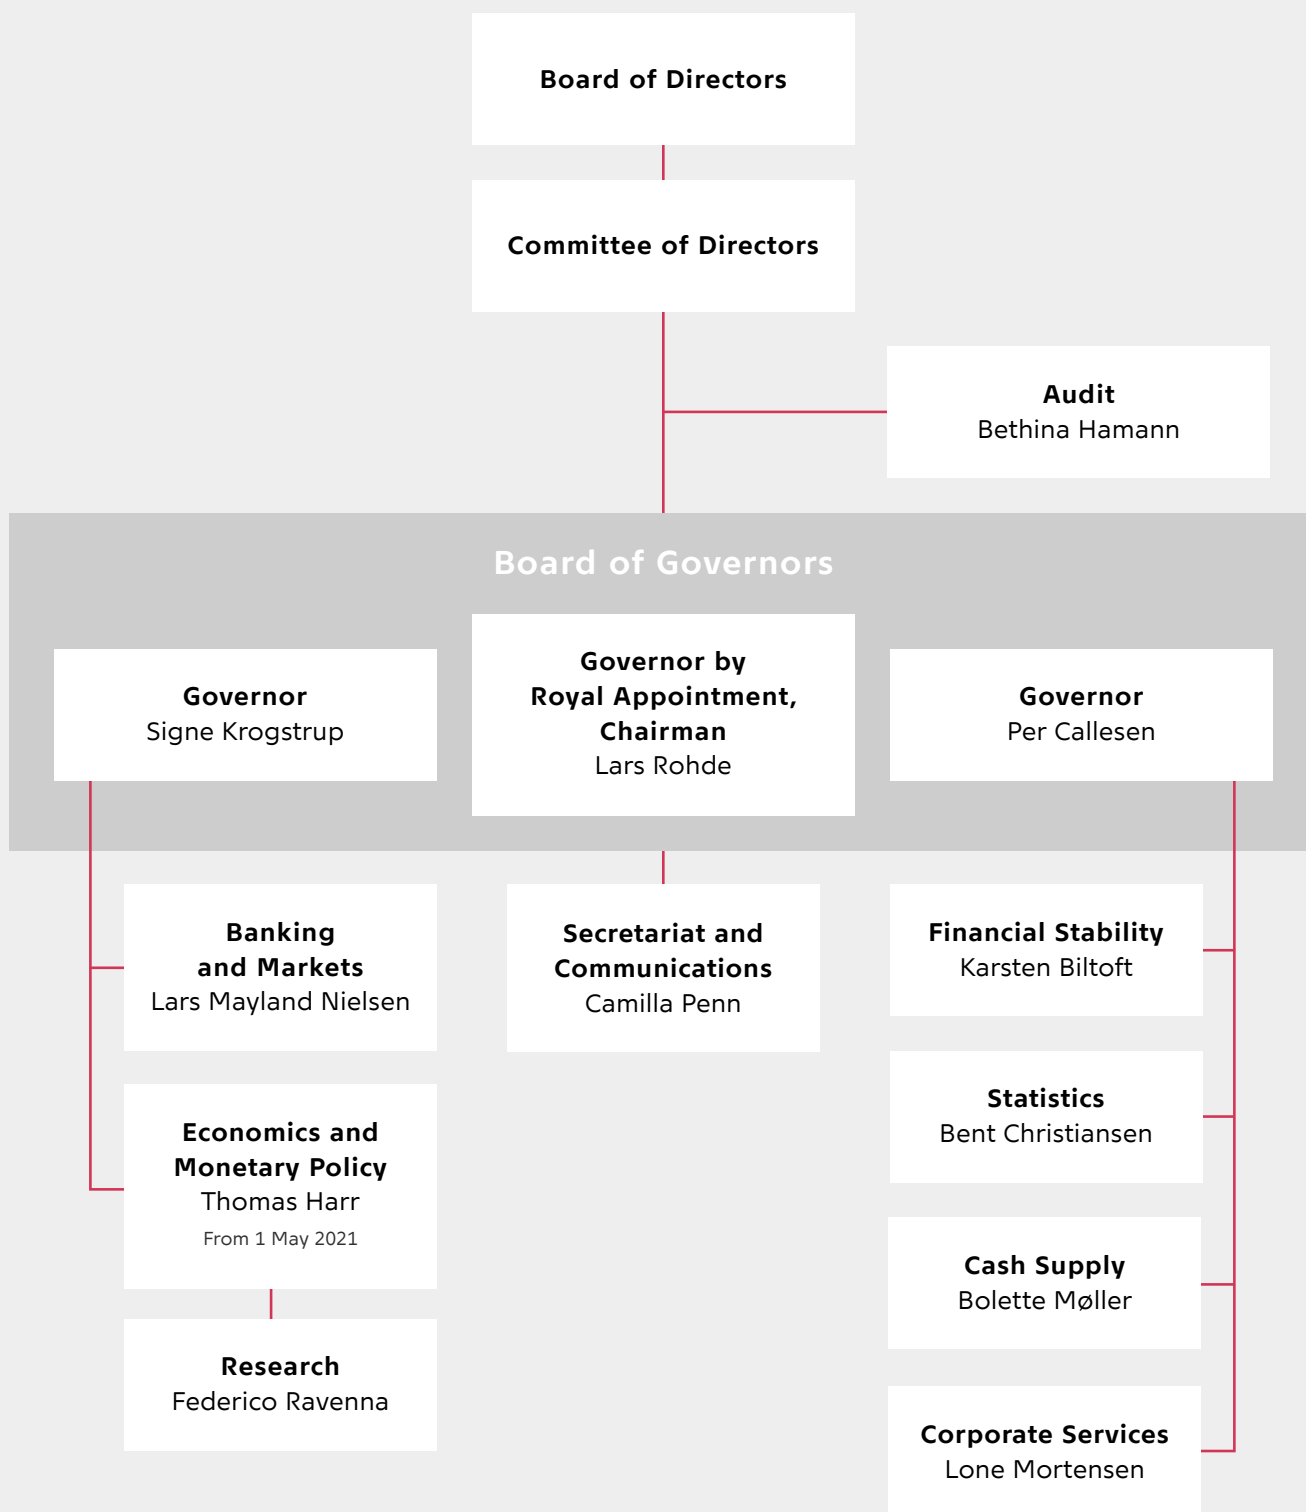 Board of Directors
Committee of Directors
Audit
Bethina Hamann
Board of Governors
Governor
Signe Krogstrup
Governor by
Royal Appointment,
Chairman
Lars Rohde
Governor
Per Callesen
Banking
and Markets
Lars Mayland Nielsen
Economics and
Monetary Policy
Thomas Harr
From 1 May 2021
Research
Federico Ravenna
Secretariat and
Communications
Camilla Penn
Financial Stability
Karsten Biltoft
Statistics
Bent Christiansen
Cash Supply
Bolette Møller
Corporate Services
Lone Mortensen